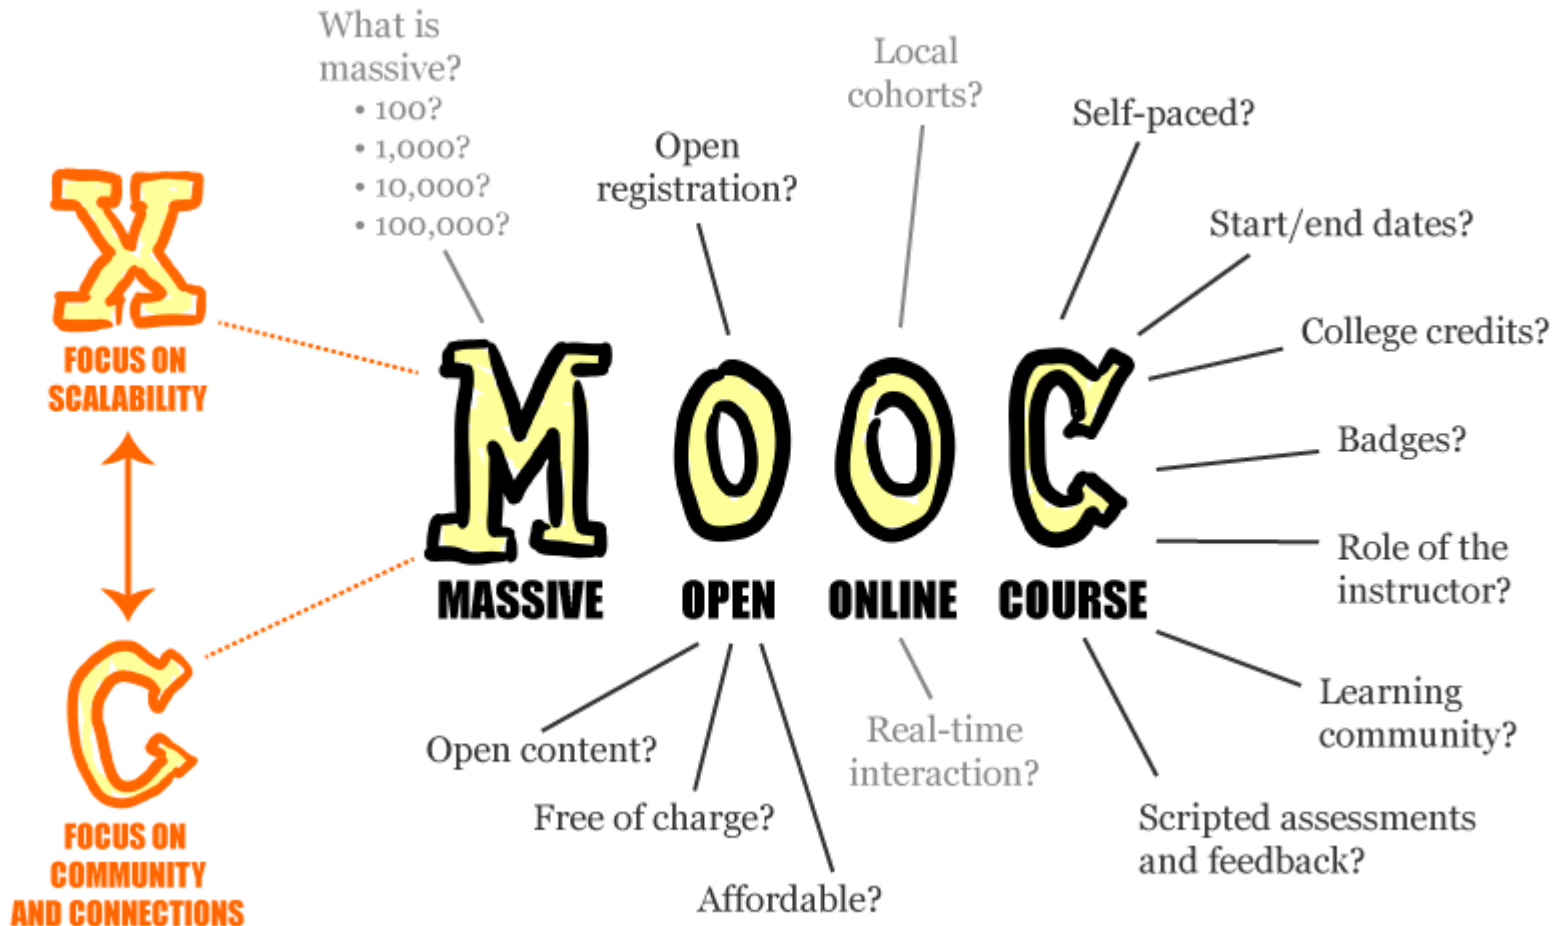 What is
massive?
• 100?
• 1,000?
• 10,000?
• 100,000?
Open
registration?
Local
cohorts?
Self-paced?
Start/end dates?
College credits?
Badges?
Role of the
instructor?
Learning
community?
Scripted assessments
and feedback?
X
FOCUS ON
SCALABILITY
C
FOCUS ON
COMMUNITY
AND CONNECTIONS
MOOC
MASSIVE OPEN ONLINE COURSE
Open content?
Free of charge?
Affordable?
Real-time
interaction?